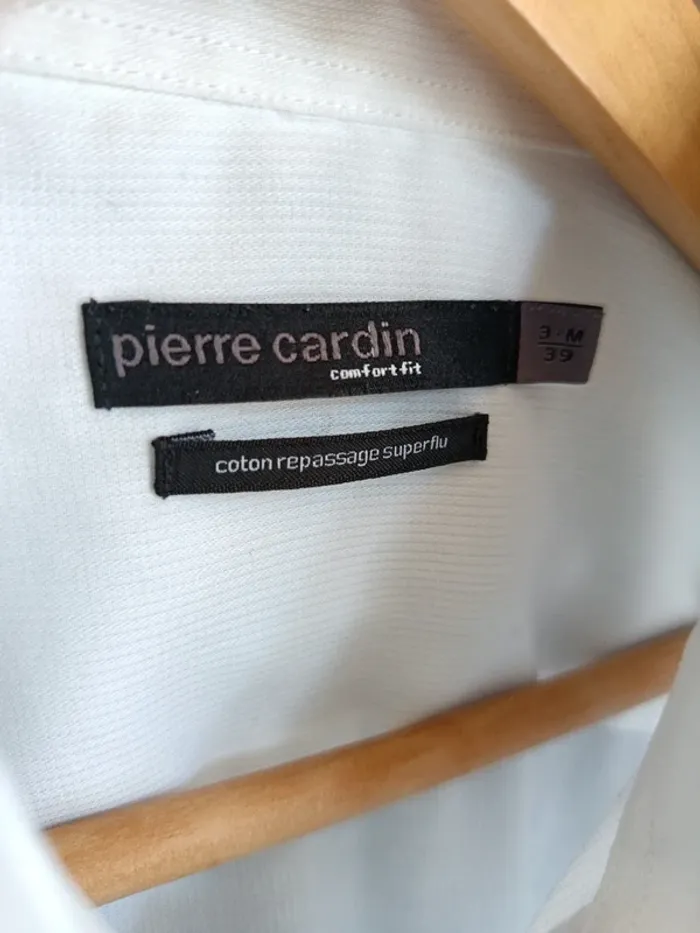 pierre cardin
comfort fit
3 · M
39
coton repassage superflu